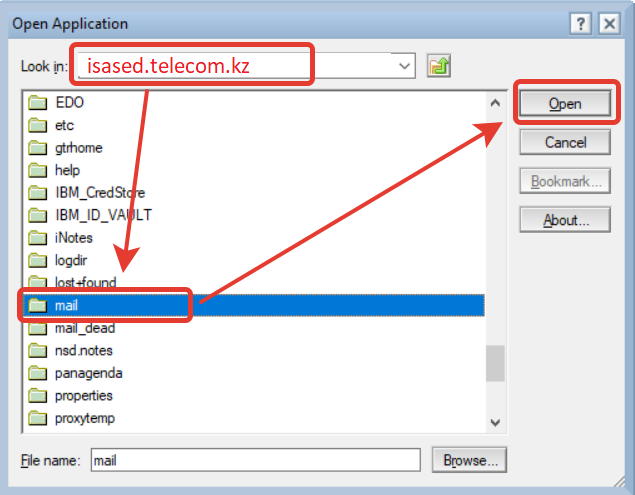 Open Application
?
Look in: isased.telecom.kz
EDO
etc
gtrhome
help
IBM_CredStore
IBM_ID_VAULT
iNotes
logdir
lost+found
mail
mail_dead
nsd.notes
panagenda
properties
proxytemp
File name: mail
Browse...
Open
Cancel
Bookmark...
About...